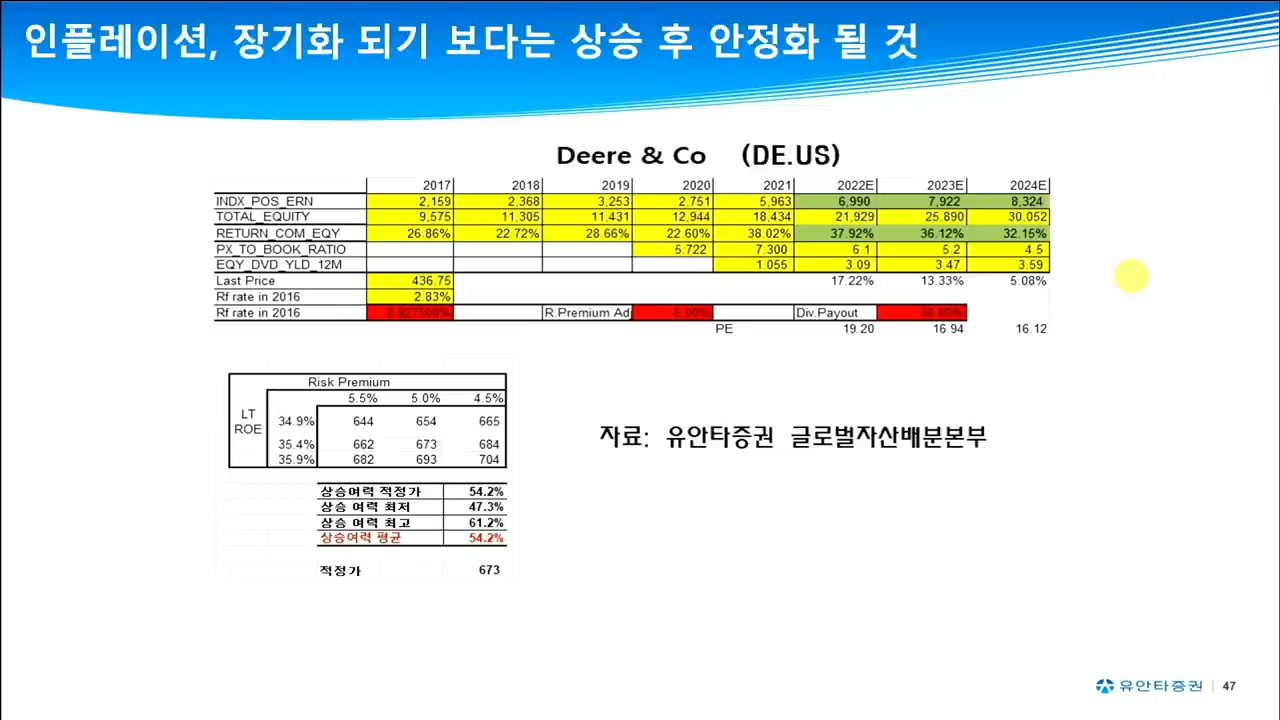 인플레이션, 장기화 되기 보다는 상승 후 안정화 될 것
Deere & Co (DE.US)
2017 2018 2019 2020 2021 2022E 2023E 2024E
INDX_POS_ERN 2,159 2,368 3,253 2,751 5,963 6,990 7,922 8,324
TOTAL_EQUITY 9,575 11,305 11,431 12,944 18,434 21,929 25,890 30,052
RETURN_COM_EQY 26.86% 22.72% 28.66% 22.60% 38.02% 37.92% 36.12% 32.15%
PX_TO_BOOK_RATIO 5.722 7.300 6.1 5.2 4.5
EQY_DVD_YLD_12M 1.055 3.09 3.47 3.59
Last Price 436.75 17.22% 13.33% 5.08%
Rf rate in 2016 2.83%
Rf rate in 2016 R.Premium Adj 5.00% Div.Payout 50.00%
PE 19.20 16.94 16.12
Risk Premium
5.5% 5.0% 4.5%
LT ROE
34.9% 644 654 665
35.4% 662 673 684
35.9% 682 693 704
자료: 유안타증권 글로벌자산배분본부
상승여력 적정가 54.2%
상승 여력 최저 47.3%
상승 여력 최고 61.2%
상승여력 평균 54.2%
적정가 673
유안타증권 | 47